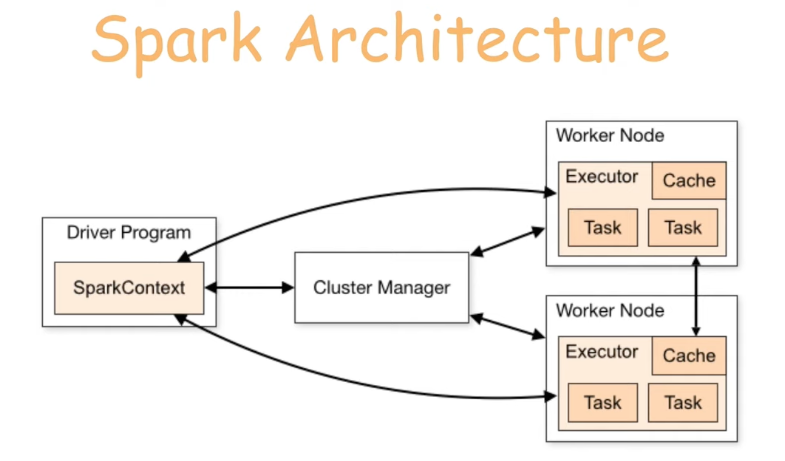 Spark Architecture
Driver Program
SparkContext
Cluster Manager
Worker Node
Executor
Cache
Task
Task
Worker Node
Executor
Cache
Task
Task